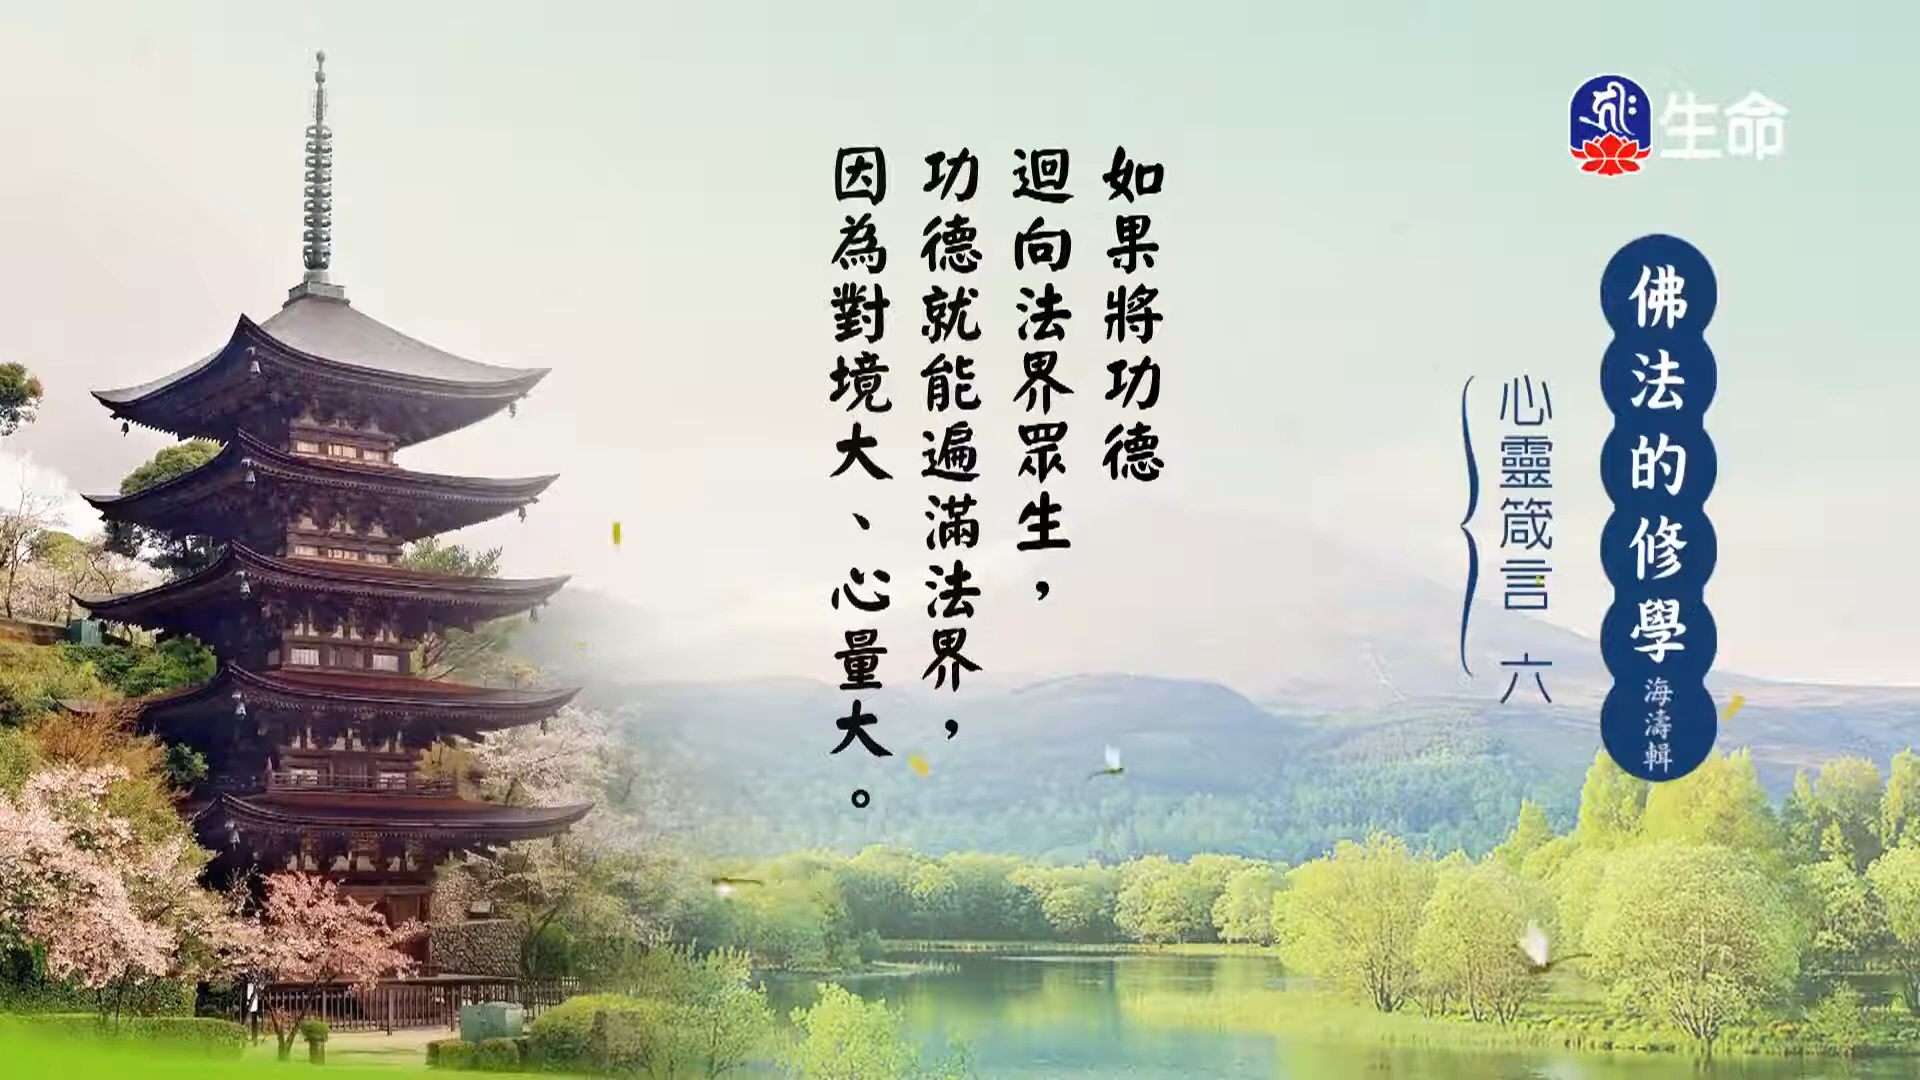 生命
佛法的修學
海濤輯
心靈箴言 六
如果將功德
迴向法界眾生，
功德就能遍滿法界，
因為對境大、心量大。